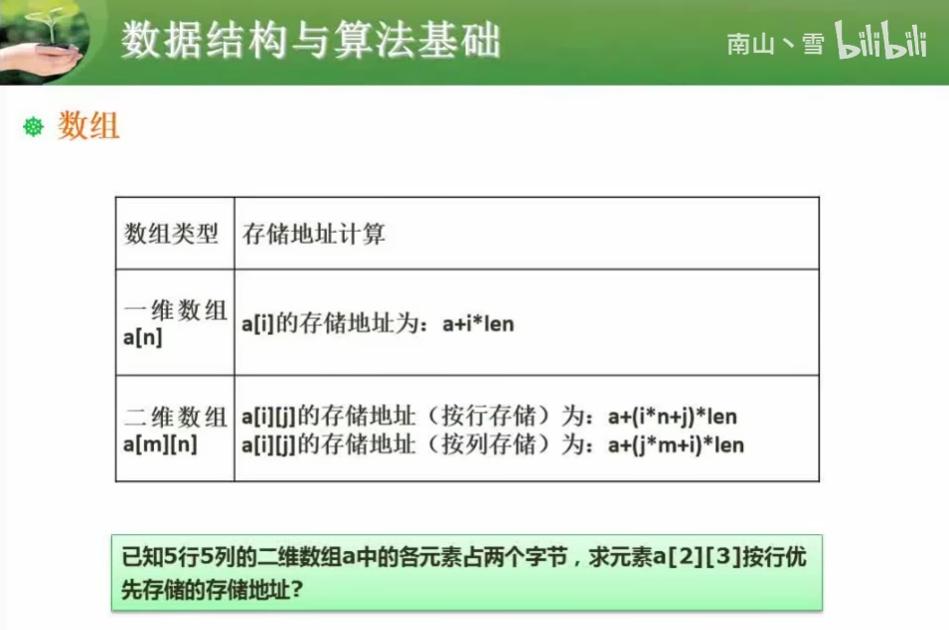 数据结构与算法基础
南山丶雪 bilibili
数组
数组类型 存储地址计算
一维数组
a[n]
a[i]的存储地址为：a+i*len
二维数组
a[m][n]
a[i][j]的存储地址（按行存储）为：a+(i*n+j)*len
a[i][j]的存储地址（按列存储）为：a+(j*m+i)*len
已知5行5列的二维数组a中的各元素占两个字节，求元素a[2][3]按行优
先存储的存储地址?